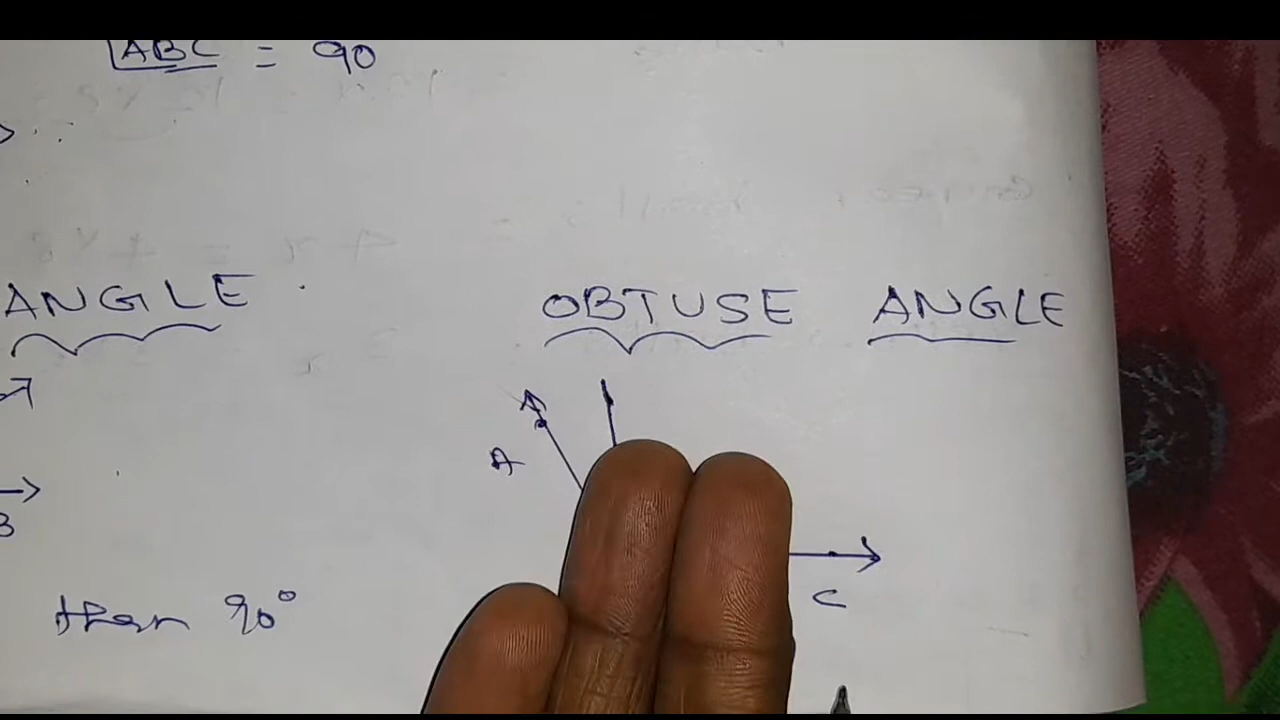 ∠ABC = 90
ANGLE
OBTUSE ANGLE
A
B
C
than 90°